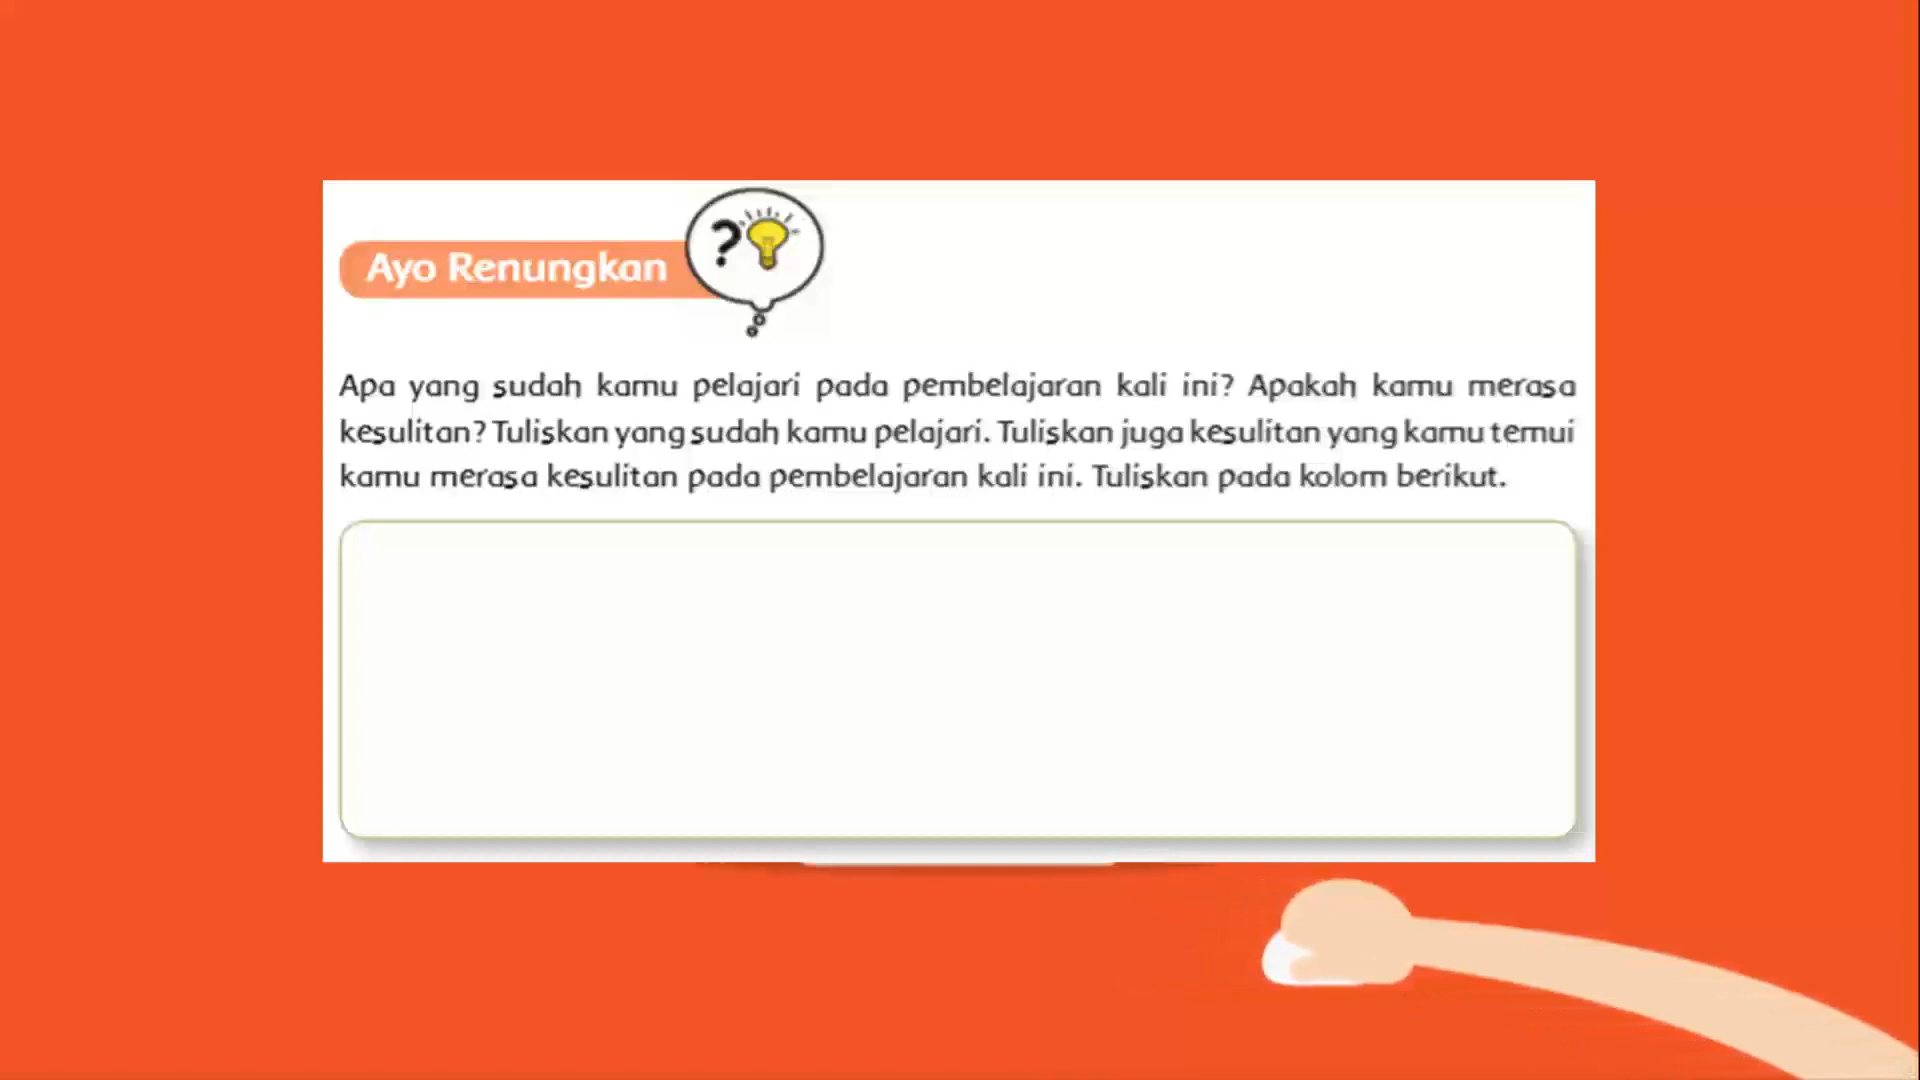 Ayo Renungkan
?
Apa yang sudah kamu pelajari pada pembelajaran kali ini? Apakah kamu merasa
kesulitan? Tuliskan yang sudah kamu pelajari. Tuliskan juga kesulitan yang kamu temui
kamu merasa kesulitan pada pembelajaran kali ini. Tuliskan pada kolom berikut.